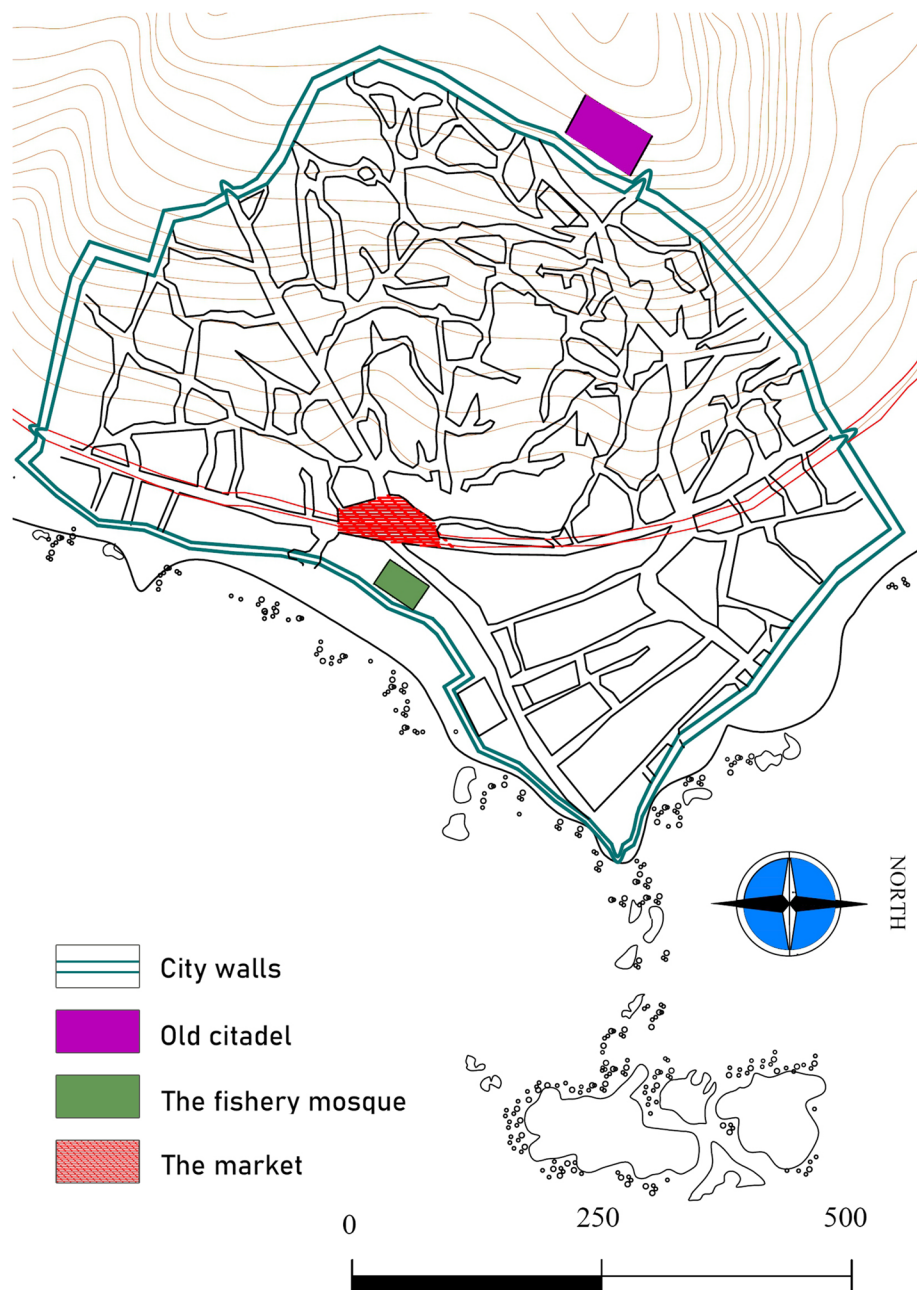 NORTH
City walls
Old citadel
The fishery mosque
The market
0 250 500